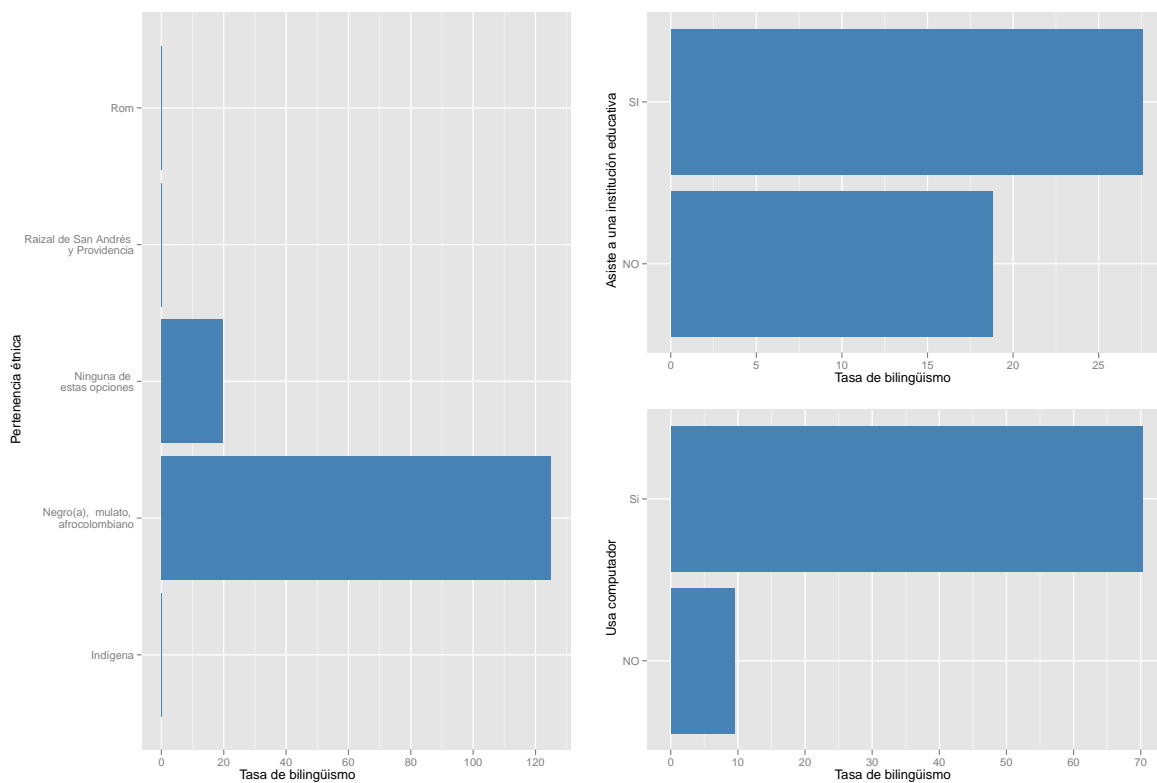 Pertenencia étnica
Rom
Raizal de San Andrés
y Providencia
Ninguna de
estas opciones
Negro(a),  mulato,
afrocolombiano
Indígena
0 20 40 60 80 100 120
Tasa de bilingüismo
Asiste a una institución educativa
SI
NO
0 5 10 15 20 25
Tasa de bilingüismo
Usa computador
Si
NO
0 10 20 30 40 50 60 70
Tasa de bilingüismo